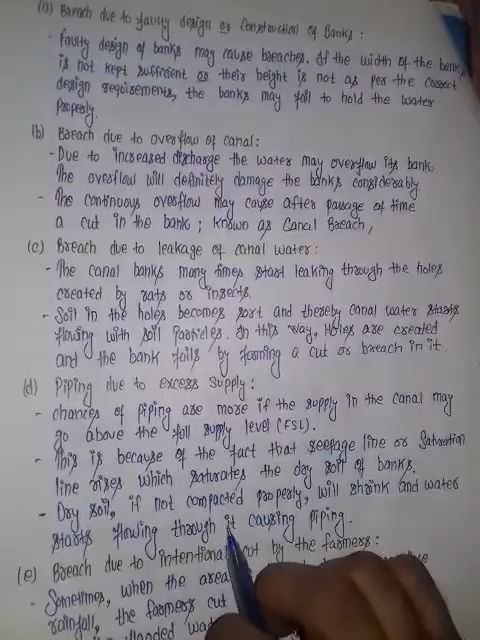 (a) Breach due to faulty design or Construction of Banks:
- faulty design of banks may cause breaches. If the width of the banks
is not kept sufficient or their height is not as per the correct
design requirements, the banks may fail to hold the water
properly.
(b) Breach due to overflow of canal:
- Due to increased discharge the water may overflow its bank.
The overflow will definitely damage the banks considerably
- The continuous overflow may cause after passage of time
a cut in the bank; known as Canal Breach,
(c) Breach due to leakage of canal water:
- The canal banks many times start leaking through the holes
created by rats or insects.
- Soil in the holes becomes sort and thereby canal water starts
flowing with soil particles. In this way, Holes are created
and the bank fails by forming a cut or breach in it.
(d) Piping due to excess supply:
- chances of piping are more if the supply in the canal may
go above the full supply level (FSL).
- This is because of the fact that seepage line or Saturation
line rises which saturates the dry soil of banks.
- Dry soil, if not compacted properly, will shrink and water
starts flowing through it causing piping.
(e) Breach due to intentional cut by the farmers:
- Sometimes, when the area
rainfall, the farmers cut
flooded